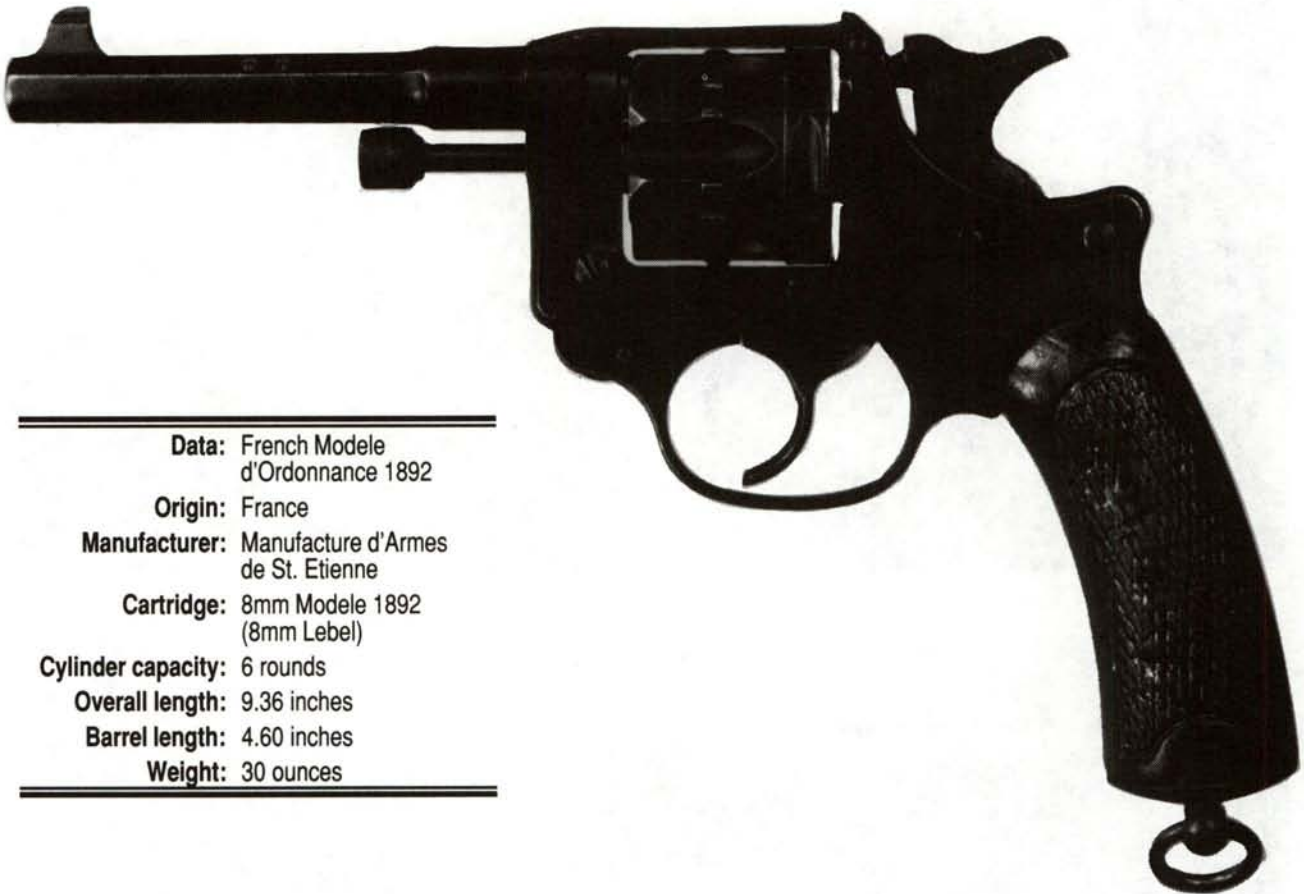 Data: French Modele
d'Ordonnance 1892
Origin: France
Manufacturer: Manufacture d'Armes
de St. Etienne
Cartridge: 8mm Modele 1892
(8mm Lebel)
Cylinder capacity: 6 rounds
Overall length: 9.36 inches
Barrel length: 4.60 inches
Weight: 30 ounces